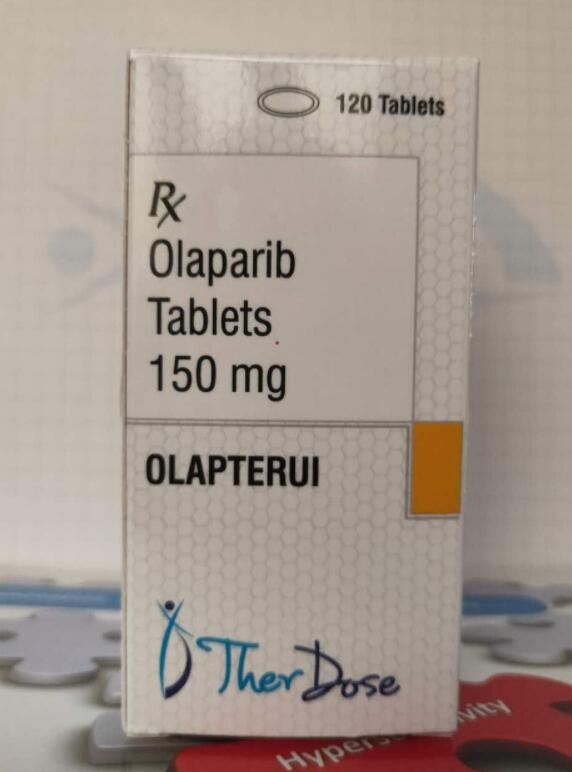 120 Tablets
Rx
Olaparib
Tablets
150 mg
OLAPTERUI
TherDose